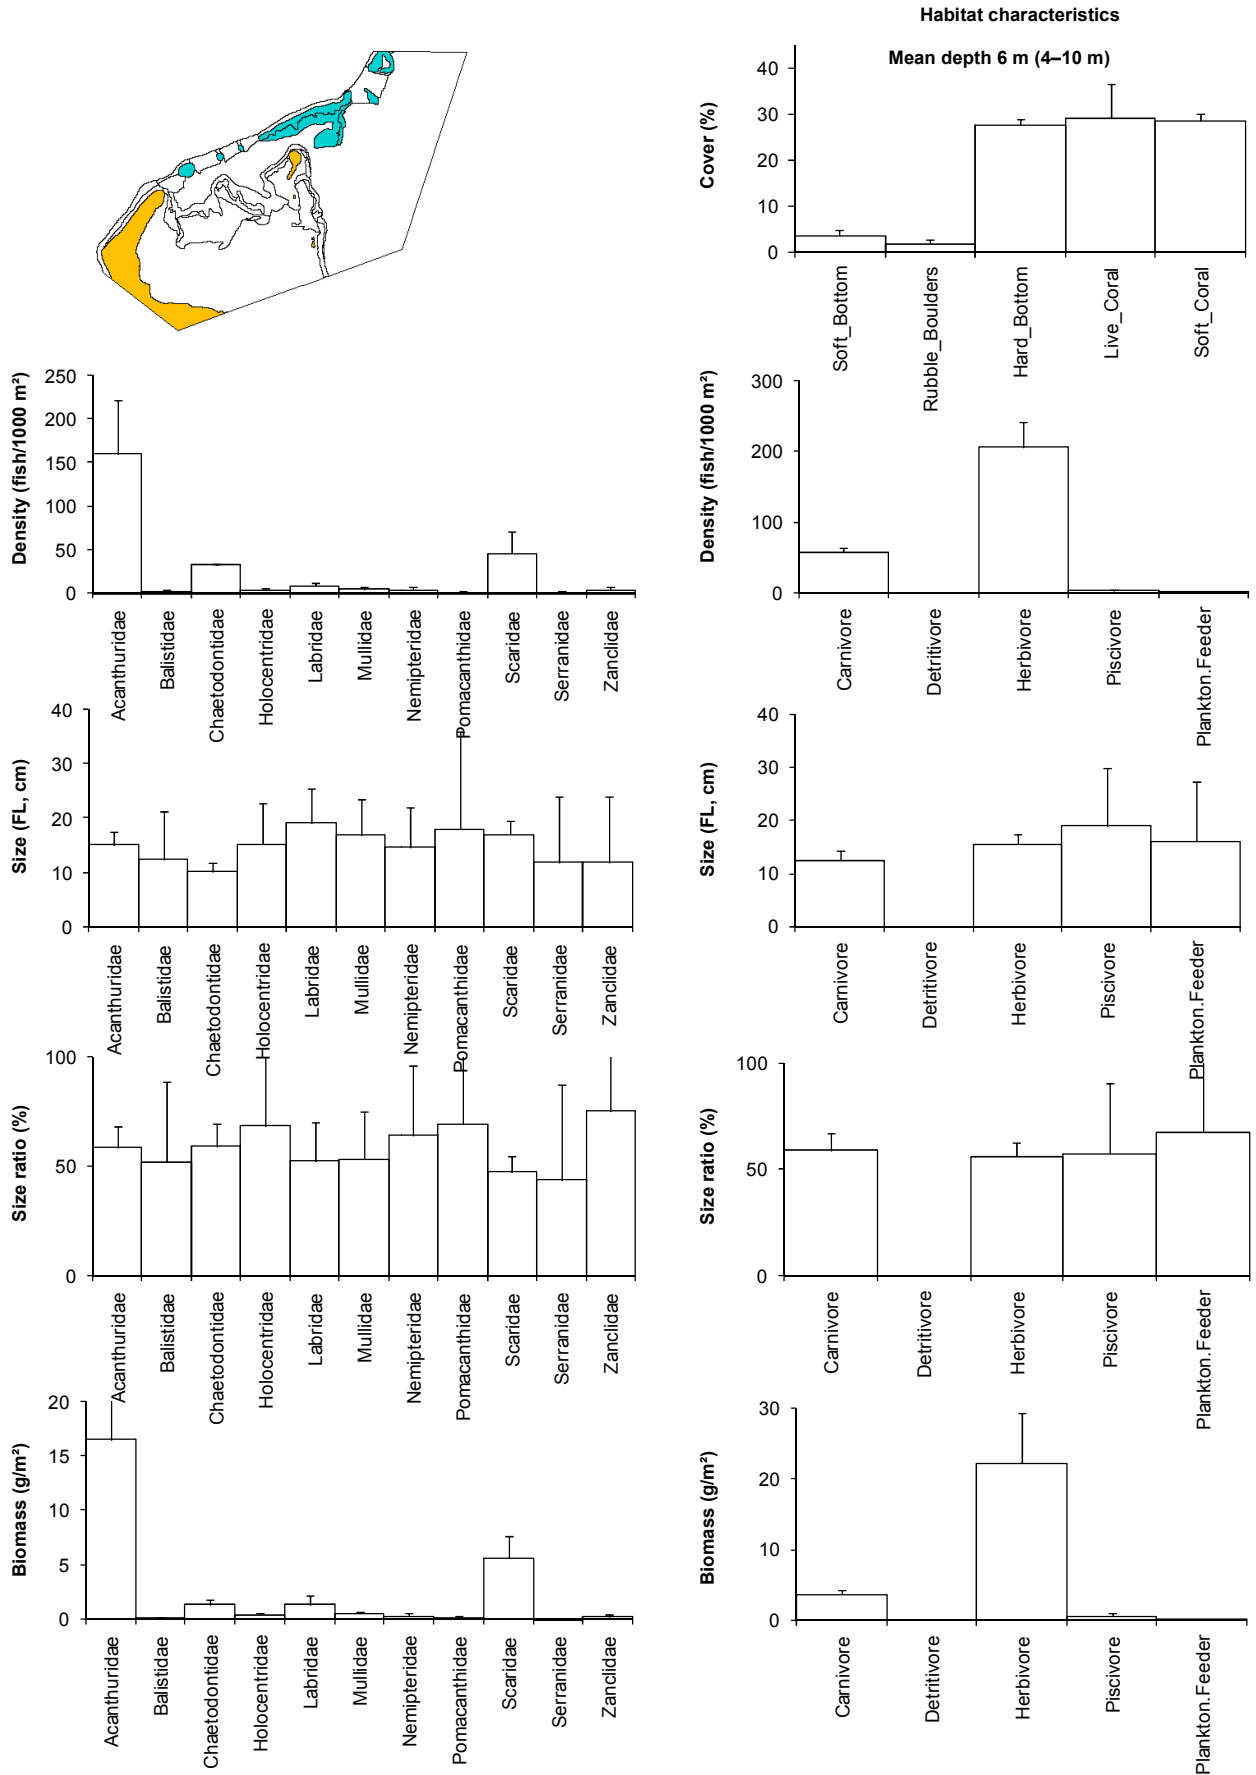 Habitat characteristics
Mean depth 6 m (4–10 m)
Cover (%)
40
30
20
10
0
Soft_Bottom
Rubble_Boulders
Hard_Bottom
Live_Coral
Soft_Coral
Density (fish/1000 m²)
250
200
150
100
50
0
Acanthuridae
Balistidae
Chaetodontidae
Holocentridae
Labridae
Mullidae
Nemipteridae
Pomacanthidae
Scaridae
Serranidae
Zanclidae
Density (fish/1000 m²)
300
200
100
0
Carnivore
Detritivore
Herbivore
Piscivore
Plankton.Feeder
Size (FL, cm)
40
30
20
10
0
Acanthuridae
Balistidae
Chaetodontidae
Holocentridae
Labridae
Mullidae
Nemipteridae
Pomacanthidae
Scaridae
Serranidae
Zanclidae
Size (FL, cm)
40
30
20
10
0
Carnivore
Detritivore
Herbivore
Piscivore
Plankton.Feeder
Size ratio (%)
100
50
0
Acanthuridae
Balistidae
Chaetodontidae
Holocentridae
Labridae
Mullidae
Nemipteridae
Pomacanthidae
Scaridae
Serranidae
Zanclidae
Size ratio (%)
100
50
0
Carnivore
Detritivore
Herbivore
Piscivore
Plankton.Feeder
Biomass (g/m²)
20
15
10
5
0
Acanthuridae
Balistidae
Chaetodontidae
Holocentridae
Labridae
Mullidae
Nemipteridae
Pomacanthidae
Scaridae
Serranidae
Zanclidae
Biomass (g/m²)
30
20
10
0
Carnivore
Detritivore
Herbivore
Piscivore
Plankton.Feeder